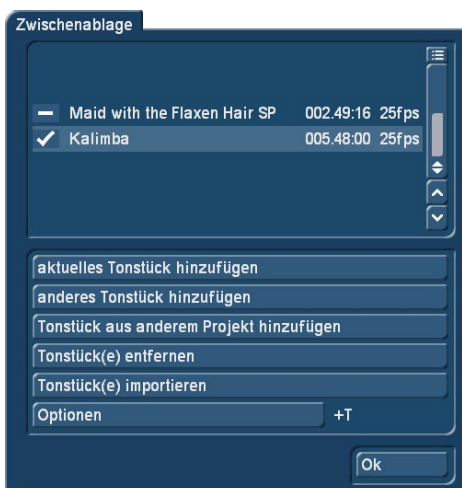 Zwischenablage
Maid with the Flaxen Hair SP 002.49:16 25fps
Kalimba 005.48:00 25fps
aktuelles Tonstück hinzufügen
anderes Tonstück hinzufügen
Tonstück aus anderem Projekt hinzufügen
Tonstück(e) entfernen
Tonstück(e) importieren
Optionen +T
Ok